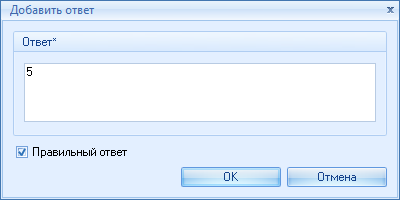 Добавить ответ
x
Ответ*
5
Правильный ответ
OK
Отмена